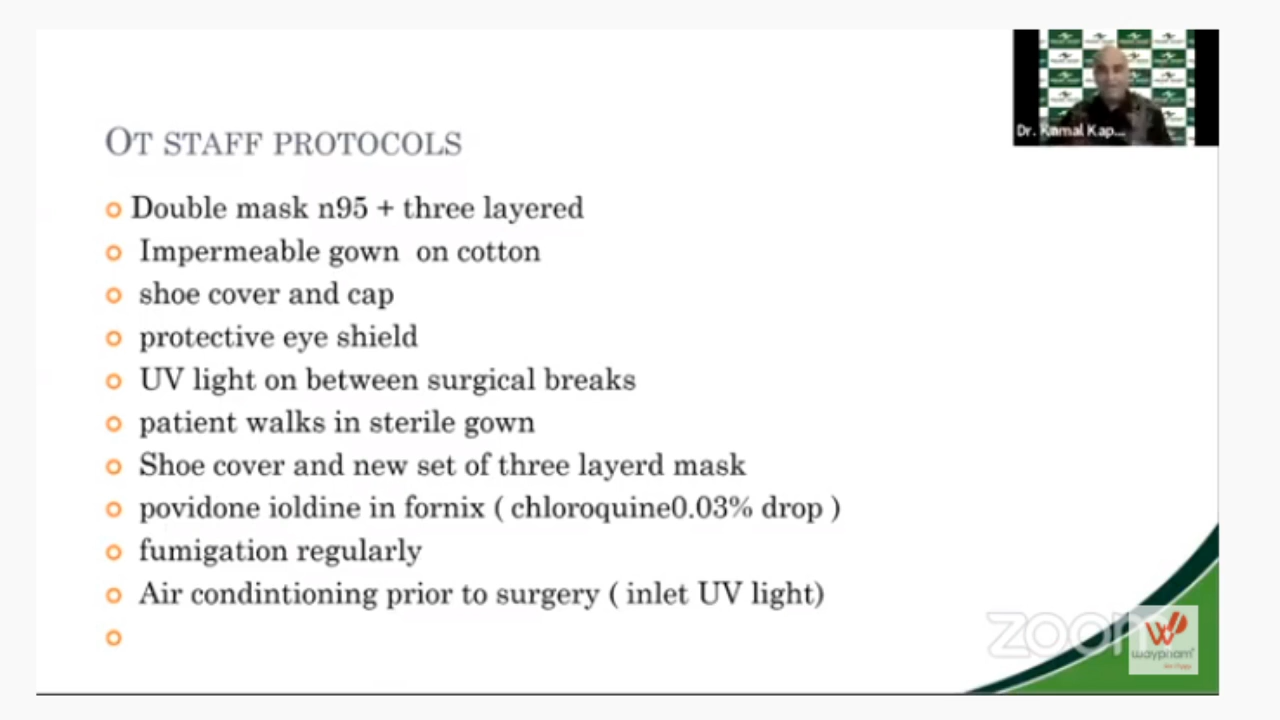 Dr. Kamal Kap...
OT STAFF PROTOCOLS
Double mask n95 + three layered
Impermeable gown on cotton
shoe cover and cap
protective eye shield
UV light on between surgical breaks
patient walks in sterile gown
Shoe cover and new set of three layerd mask
povidone ioldine in fornix ( chloroquine0.03% drop )
fumigation regularly
Air condintioning prior to surgery ( inlet UV light)
zoom